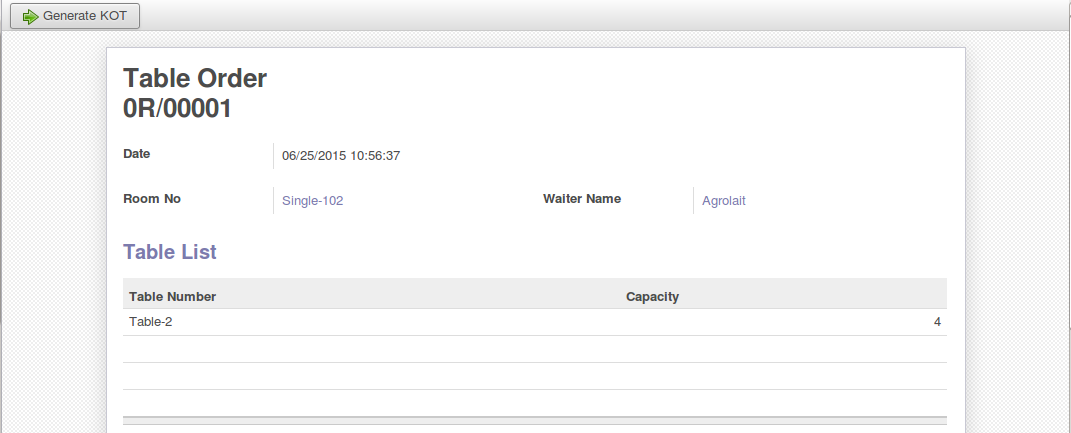 Generate KOT
Table Order
0R/00001
Date 06/25/2015 10:56:37
Room No Single-102 Waiter Name Agrolait
Table List
Table Number Capacity
Table-2 4